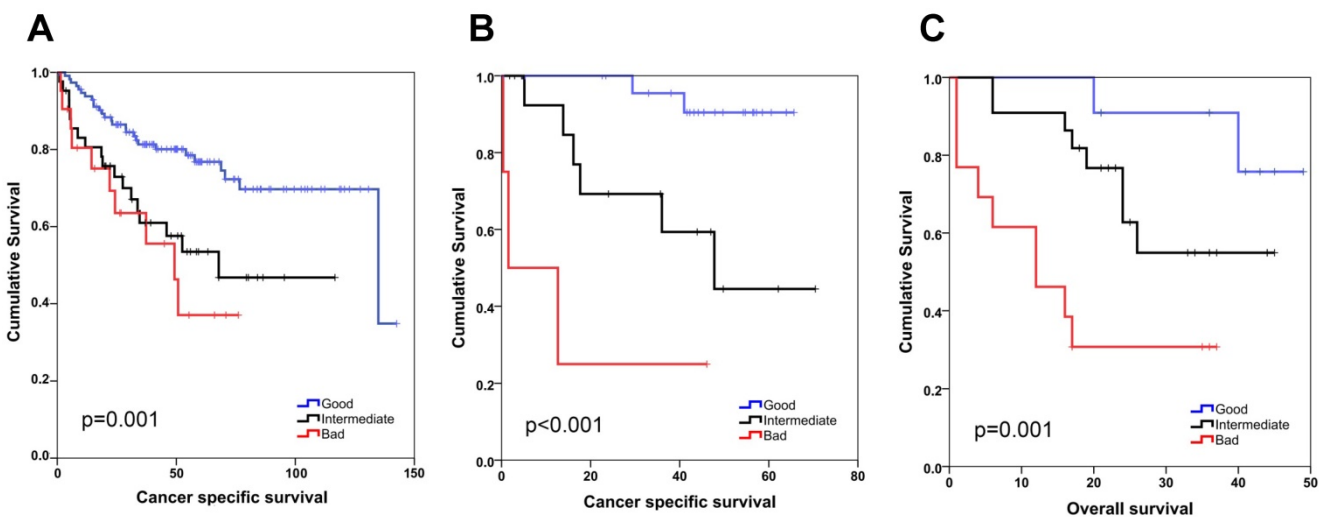 A
Cumulative Survival
1.0
0.8
0.6
0.4
0.2
0.0
p=0.001
Good
Intermediate
Bad
0 50 100 150
Cancer specific survival
B
Cumulative Survival
1.0
0.8
0.6
0.4
0.2
0.0
p<0.001
Good
Intermediate
Bad
0 20 40 60 80
Cancer specific survival
C
Cumulative Survival
1.0
0.8
0.6
0.4
0.2
0.0
p=0.001
Good
Intermediate
Bad
0 10 20 30 40 50
Overall survival